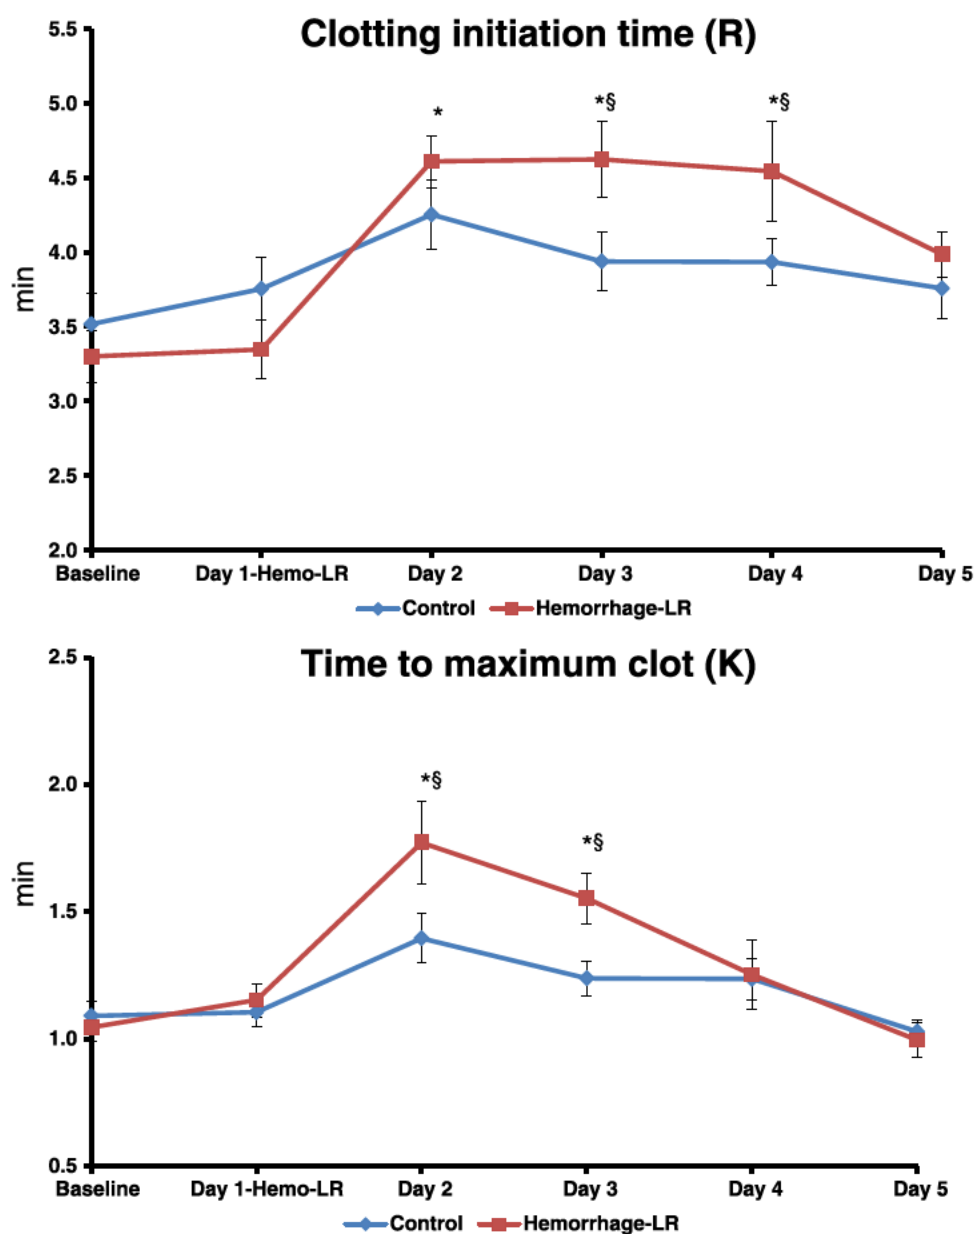 Clotting initiation time (R)
5.5
5.0
4.5
4.0
3.5
3.0
2.5
2.0
min
*
*§
*§
Baseline Day 1-Hemo-LR Day 2 Day 3 Day 4 Day 5
Control Hemorrhage-LR
Time to maximum clot (K)
2.5
2.0
1.5
1.0
0.5
min
*§
*§
Baseline Day 1-Hemo-LR Day 2 Day 3 Day 4 Day 5
Control Hemorrhage-LR